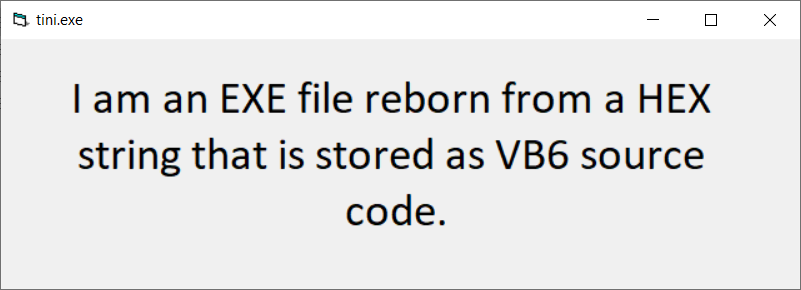 tini.exe
I am an EXE file reborn from a HEX
string that is stored as VB6 source
code.